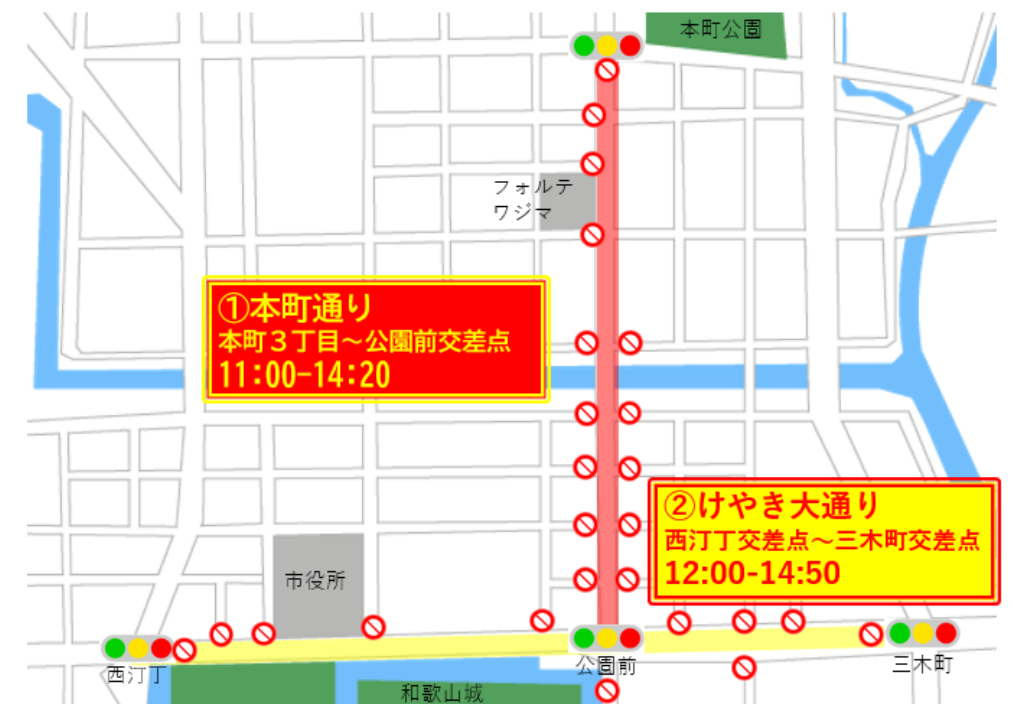 本町公園
フォルテ
ワジマ
①本町通り
本町３丁目～公園前交差点
11:00-14:20
②けやき大通り
西汀丁交差点～三木町交差点
12:00-14:50
市役所
西汀丁
公園前
三木町
和歌山城